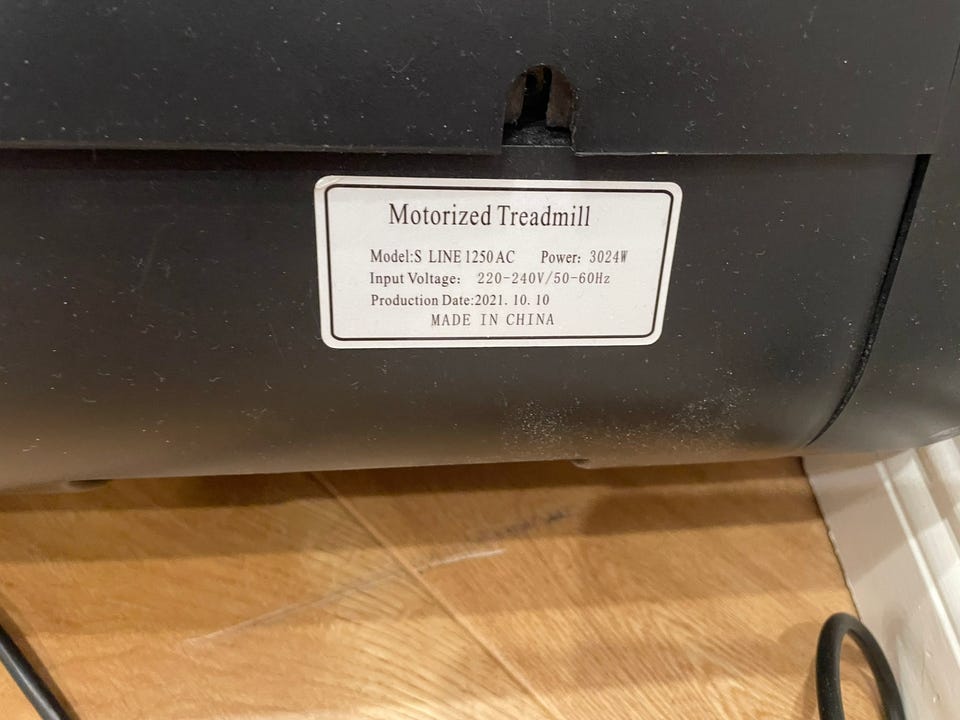 Motorized Treadmill
Model:S LINE 1250AC Power: 3024W
Input Voltage: 220-240V/50-60Hz
Production Date:2021. 10. 10
MADE IN CHINA